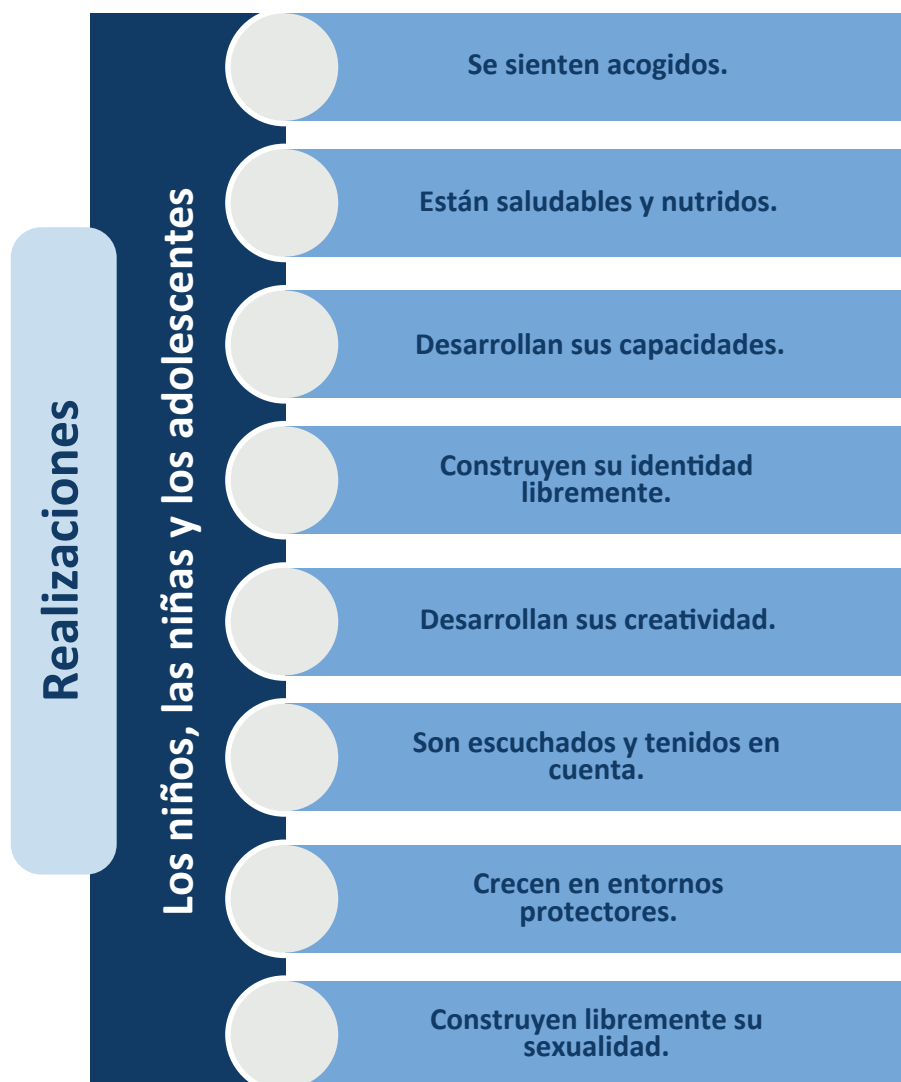 Realizaciones
Los niños, las niñas y los adolescentes
Se sienten acogidos.
Están saludables y nutridos.
Desarrollan sus capacidades.
Construyen su identidad
libremente.
Desarrollan sus creatividad.
Son escuchados y tenidos en
cuenta.
Crecen en entornos
protectores.
Construyen libremente su
sexualidad.